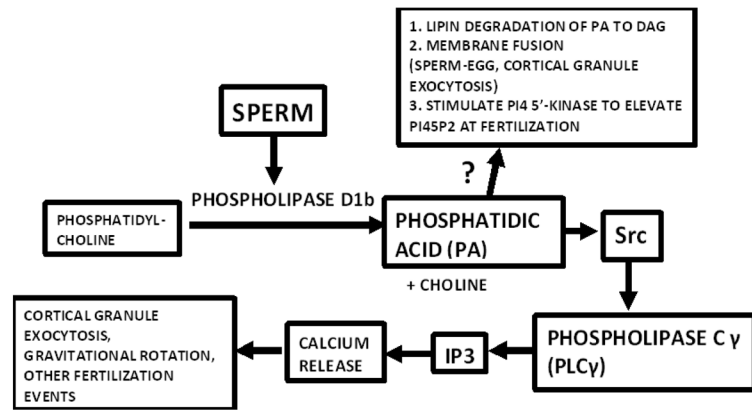 1. LIPIN DEGRADATION OF PA TO DAG
2. MEMBRANE FUSION
(SPERM-EGG, CORTICAL GRANULE
EXOCYTOSIS)
3. STIMULATE PI4 5'-KINASE TO ELEVATE
PI45P2 AT FERTILIZATION
SPERM
?
PHOSPHOLIPASE D1b
PHOSPHATIDYL-
CHOLINE
PHOSPHATIDIC
ACID (PA)
Src
+ CHOLINE
CORTICAL GRANULE
EXOCYTOSIS,
GRAVITATIONAL ROTATION,
OTHER FERTILIZATION
EVENTS
CALCIUM
RELEASE
IP3
PHOSPHOLIPASE C γ
(PLCγ)